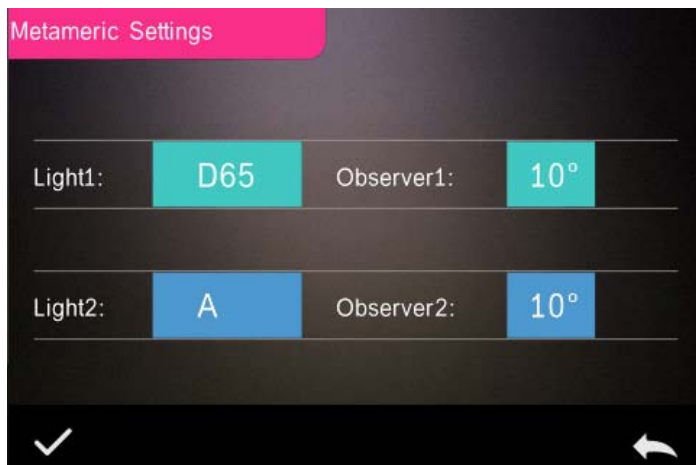 Metameric Settings
Light1: D65 Observer1: 10°
Light2: A Observer2: 10°